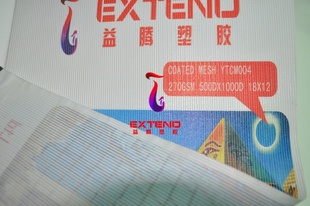 EXTEND
益腾塑胶
COATED MESH YTCM004
270GSM 500DX1000D 18X12
EXTEND
益腾塑胶